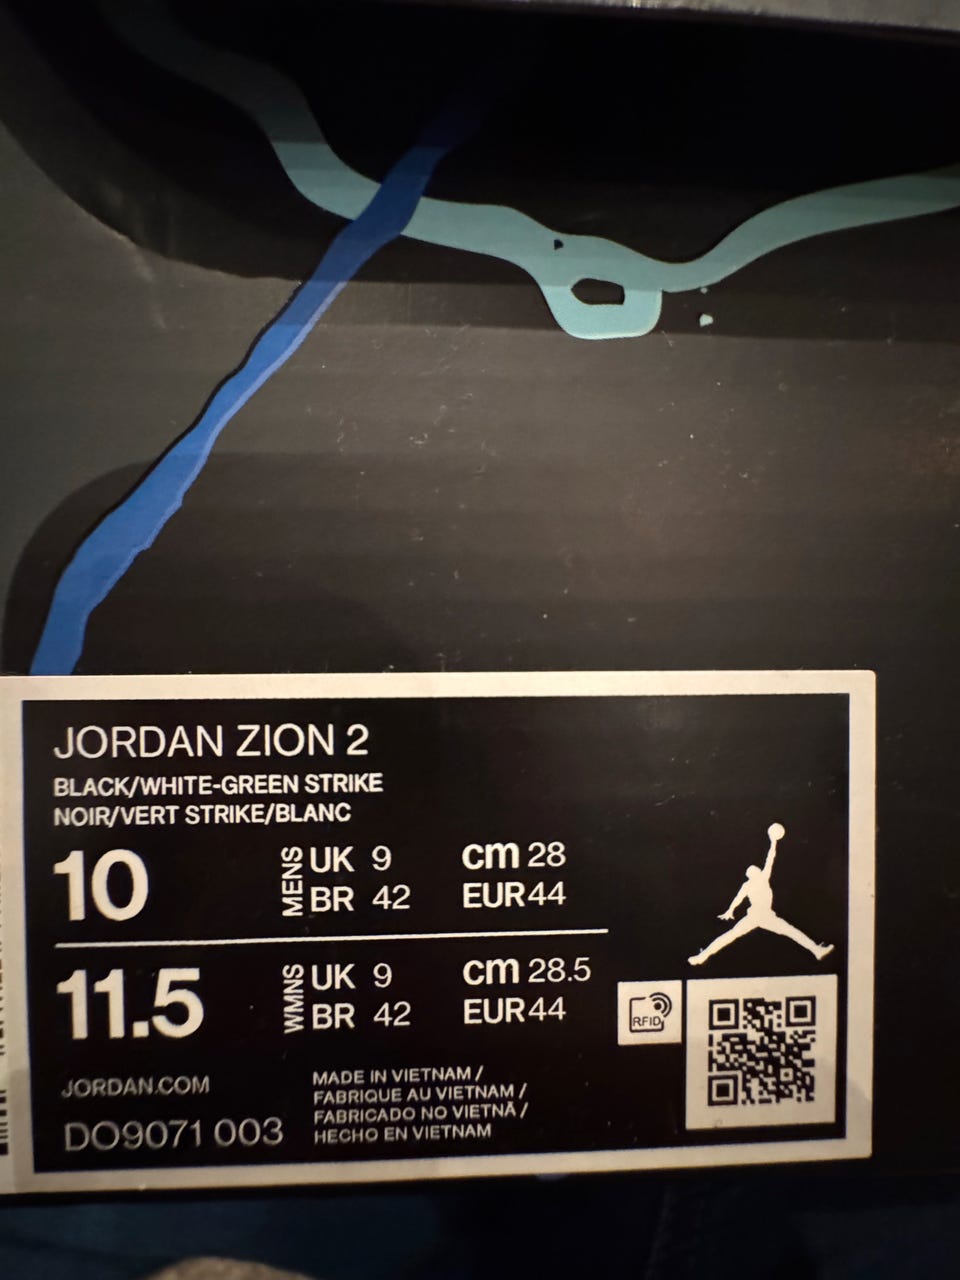 JORDAN ZION 2
BLACK/WHITE-GREEN STRIKE
NOIR/VERT STRIKE/BLANC
10 MENS UK 9 cm 28
BR 42 EUR 44
11.5 WMNS UK 9 cm 28.5
BR 42 EUR 44
RFID
JORDAN.COM
DO9071 003
MADE IN VIETNAM /
FABRIQUE AU VIETNAM /
FABRICADO NO VIETNÃ /
HECHO EN VIETNAM